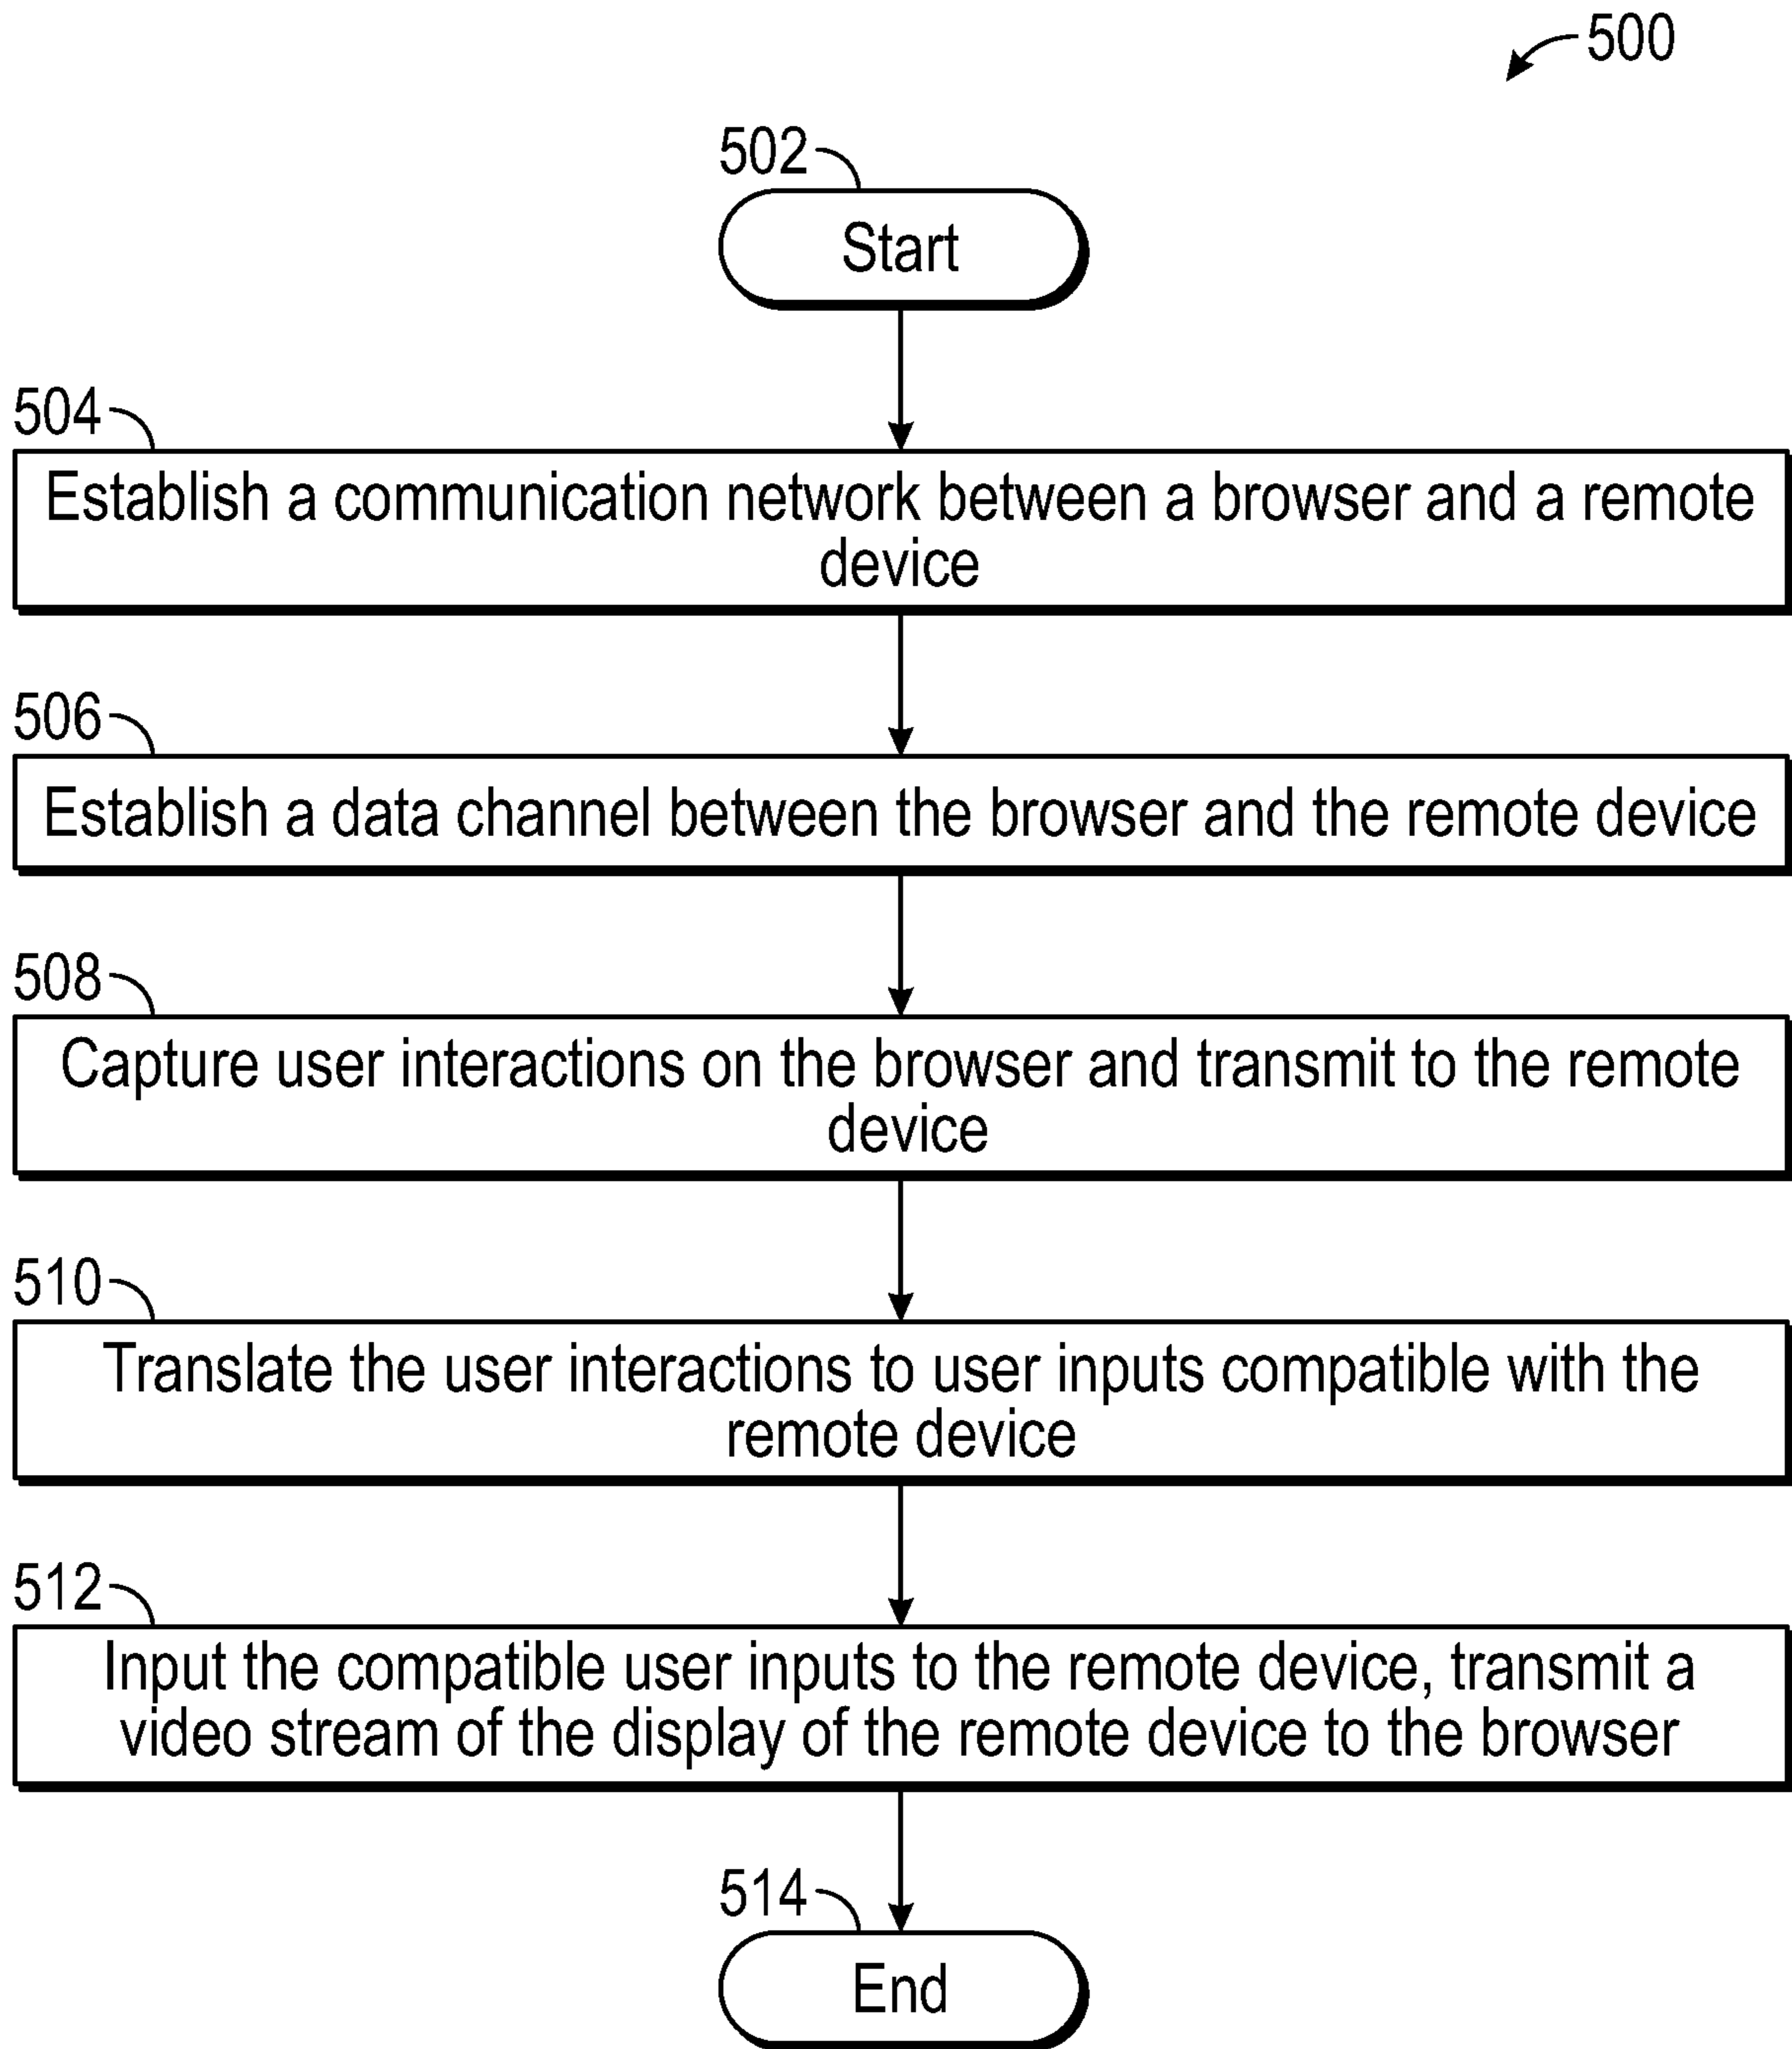 500
502
Start
504
Establish a communication network between a browser and a remote
device
506
Establish a data channel between the browser and the remote device
508
Capture user interactions on the browser and transmit to the remote
device
510
Translate the user interactions to user inputs compatible with the
remote device
512
Input the compatible user inputs to the remote device, transmit a
video stream of the display of the remote device to the browser
514
End